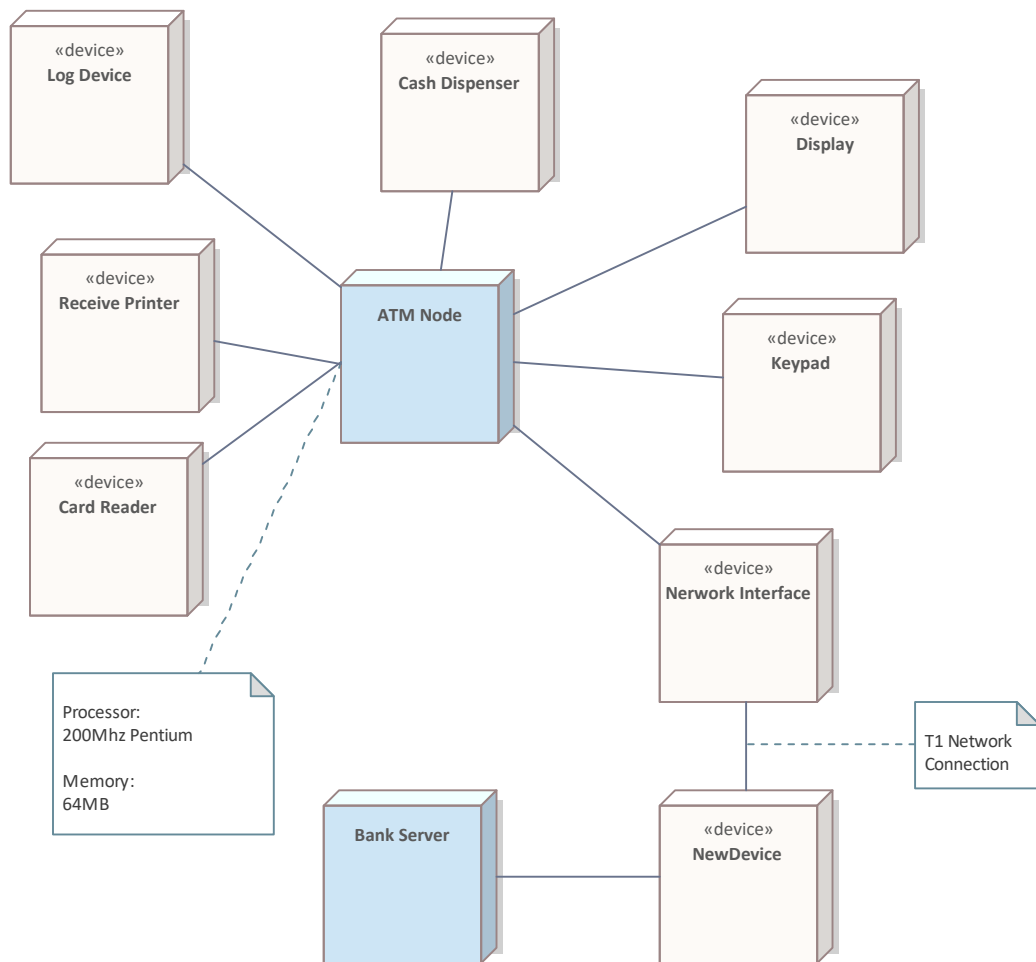 «device»
Log Device
«device»
Cash Dispenser
«device»
Display
«device»
Receive Printer
ATM Node
«device»
Keypad
«device»
Card Reader
«device»
Nerwork Interface
Processor:
200Mhz Pentium
Memory:
64MB
T1 Network
Connection
Bank Server
«device»
NewDevice